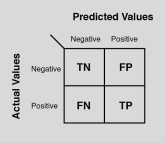 Predicted Values
Negative Positive
Actual Values
Negative TN FP
Positive FN TP